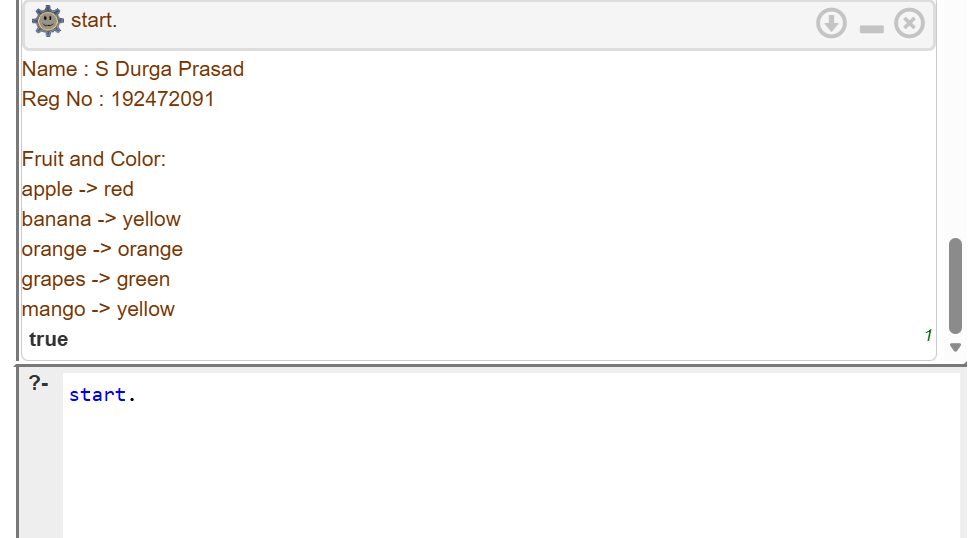 start.
Name : S Durga Prasad
Reg No : 192472091
Fruit and Color:
apple -> red
banana -> yellow
orange -> orange
grapes -> green
mango -> yellow
true
1
?-
start.